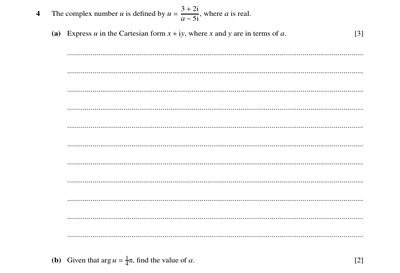 4 The complex number u is defined by u = (3 + 2i)/(a − 5i), where a is real.
(a) Express u in the Cartesian form x + iy, where x and y are in terms of a. [3]
(b) Given that arg u = ¼π, find the value of a. [2]